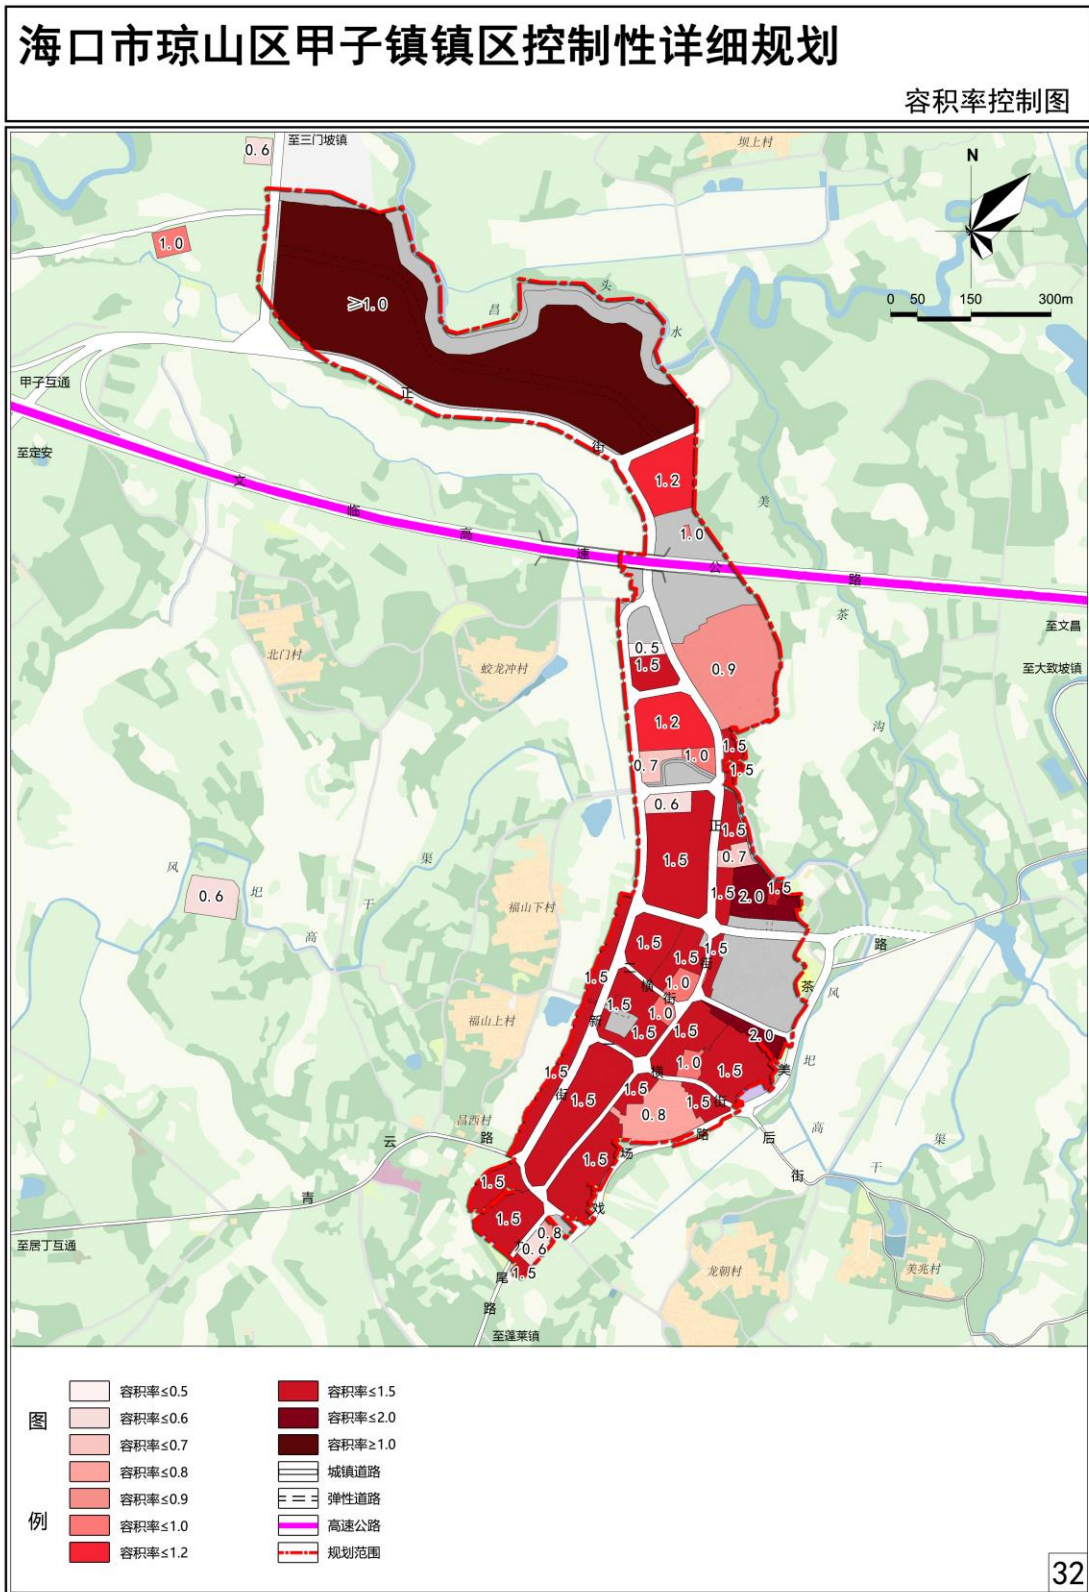 海口市琼山区甲子镇镇区控制性详细规划
容积率控制图
至三门坡镇
坝上村
0.6
N
1.0
≥1.0
昌
头
水
0 50 150 300m
甲子互通
正
街
至定安
1.2
文
临
高
速
公
路
1.0
美
茶
沟
至文昌
至大致坡镇
北门村
蛟龙冲村
0.5
1.5
0.9
1.2
1.5
0.7
1.0
1.5
0.6
正
1.5
0.7
1.5
1.5
2.0
1.5
风
圯
高
干
渠
0.6
福山下村
路
1.5
1.5
街
1.5
1.5
二
横
街
1.0
茶
风
圯
高
干
渠
1.5
1.0
新
一
1.5
1.5
2.0
福山上村
1.5
街
1.5
横
1.0
1.5
美
1.5
1.5
街
0.8
路
后
街
昌西村
云
路
青
场
1.5
戏
1.5
1.5
0.8
0.6
1.5
尾
路
至居丁互通
龙朝村
美兆村
至蓬莱镇
图
例
容积率≤0.5
容积率≤0.6
容积率≤0.7
容积率≤0.8
容积率≤0.9
容积率≤1.0
容积率≤1.2
容积率≤1.5
容积率≤2.0
容积率≥1.0
城镇道路
弹性道路
高速公路
规划范围
32